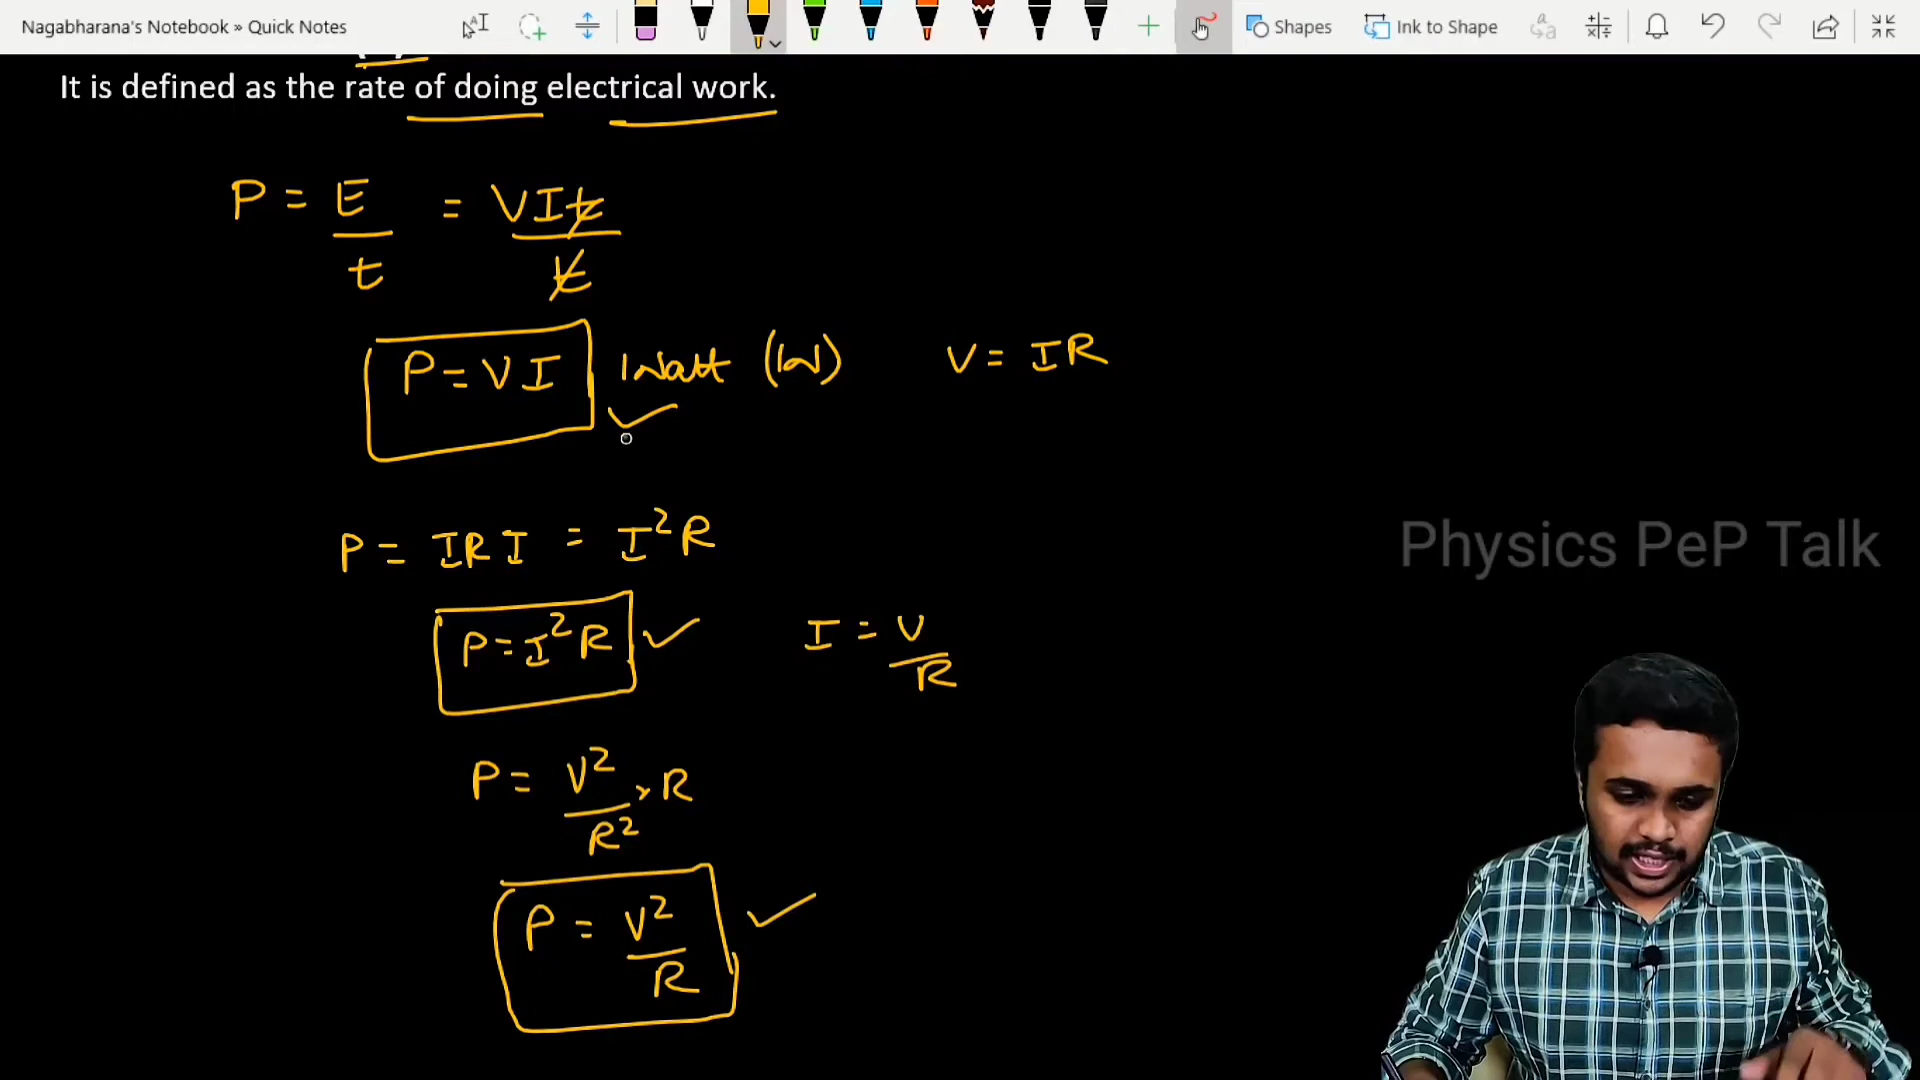 Nagabharana's Notebook » Quick Notes
Shapes
Ink to Shape
It is defined as the rate of doing electrical work.
P = E/t = VIt/t
P = VI Watt (W) V = IR
P = IRI = I²R
P = I²R I = V/R
P = V²/R² × R
P = V²/R
Physics PeP Talk